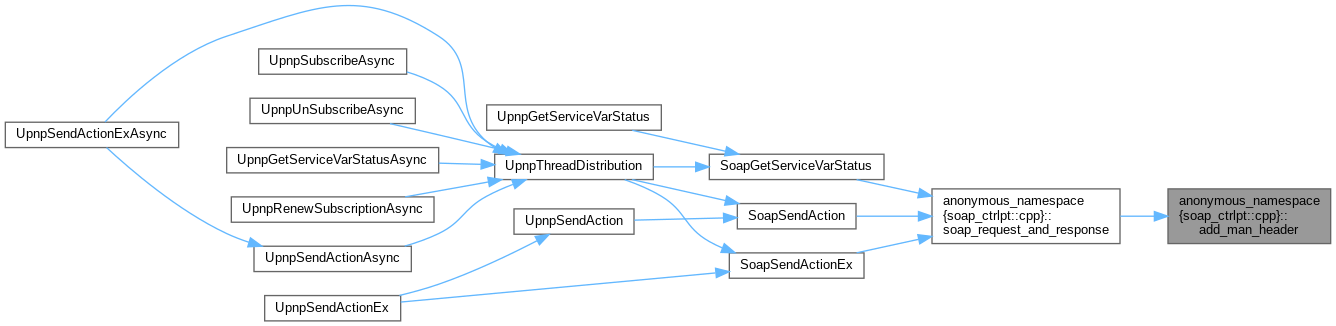 UpnpSendActionExAsync
UpnpSubscribeAsync
UpnpUnSubscribeAsync
UpnpGetServiceVarStatusAsync
UpnpRenewSubscriptionAsync
UpnpSendActionAsync
UpnpSendActionEx
UpnpGetServiceVarStatus
UpnpThreadDistribution
UpnpSendAction
SoapGetServiceVarStatus
SoapSendAction
SoapSendActionEx
anonymous_namespace
{soap_ctrlpt::cpp}::
soap_request_and_response
anonymous_namespace
{soap_ctrlpt::cpp}::
add_man_header